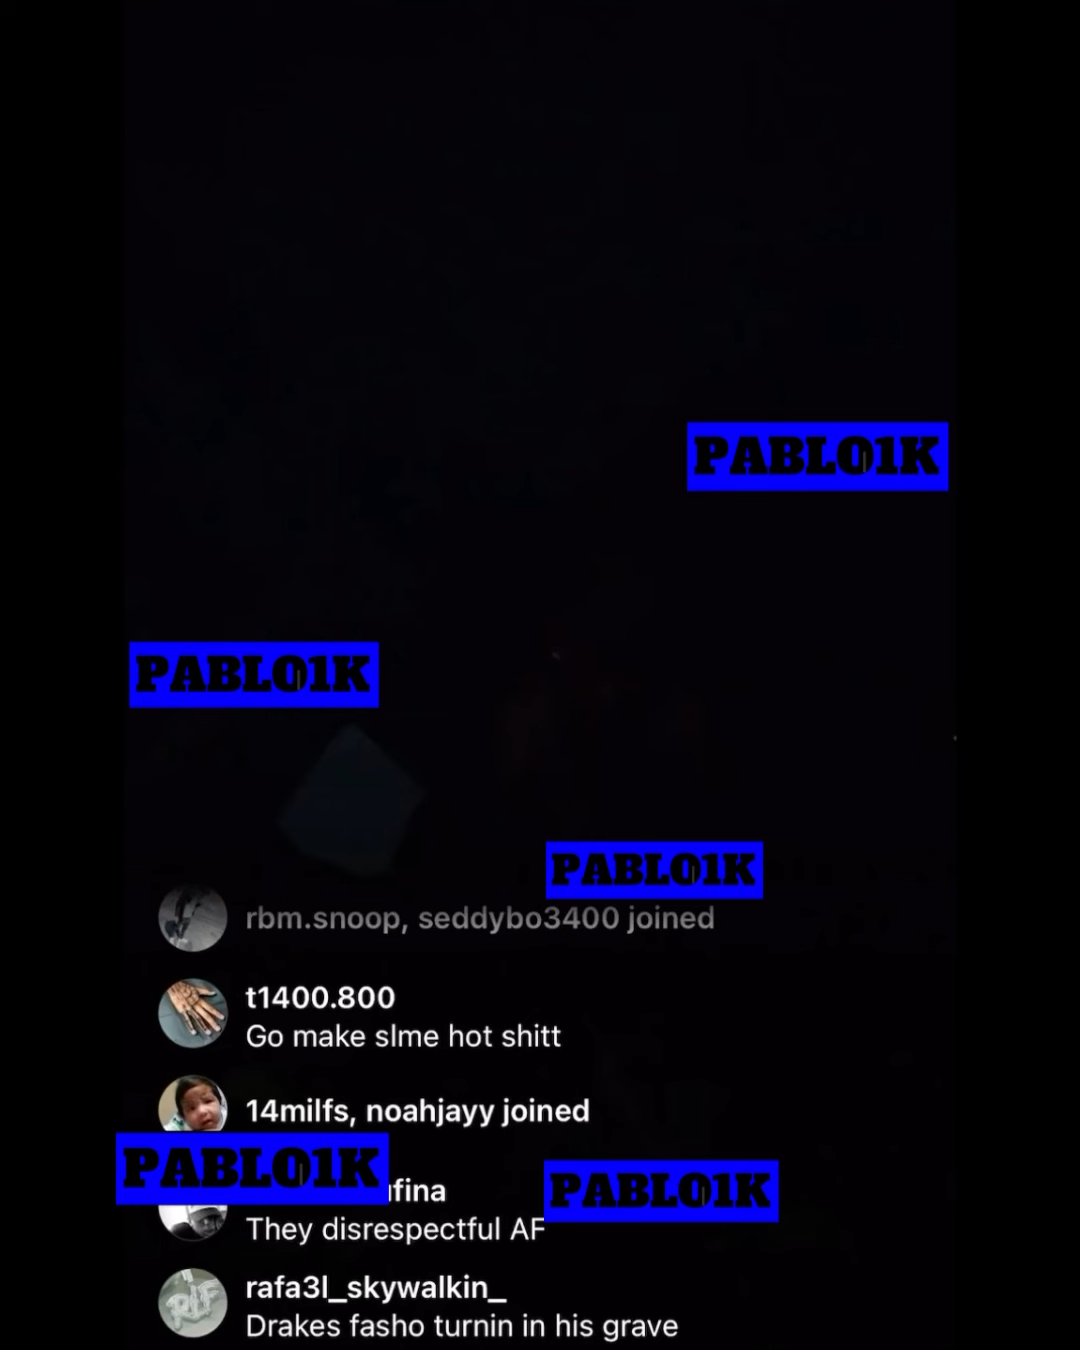 PABLO1K
PABLO1K
PABLO1K
rbm.snoop, seddybo3400 joined
t1400.800
Go make slme hot shitt
14milfs, noahjayy joined
PABLO1K
fina
PABLO1K
They disrespectful AF
rafa3l_skywalkin_
Drakes fasho turnin in his grave